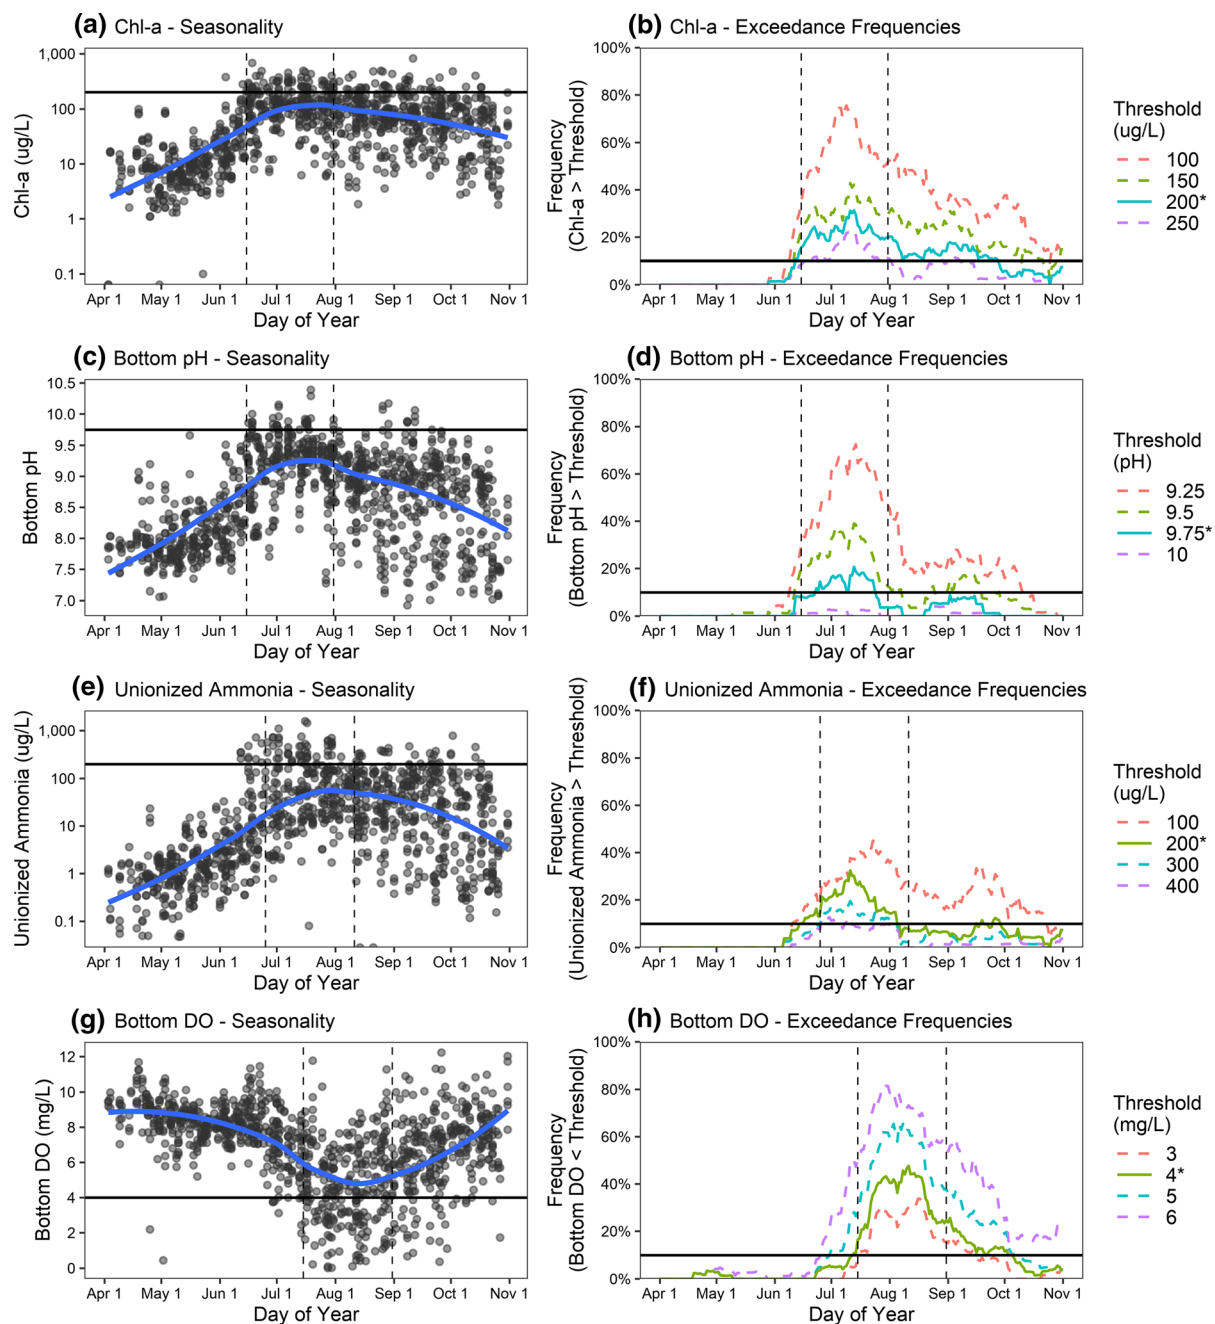 (a) Chl-a - Seasonality
Chl-a (ug/L)
1,000
100
10
1
0.1
Apr 1 May 1 Jun 1 Jul 1 Aug 1 Sep 1 Oct 1 Nov 1
Day of Year
(b) Chl-a - Exceedance Frequencies
Frequency
(Chl-a > Threshold)
100%
80%
60%
40%
20%
0%
Apr 1 May 1 Jun 1 Jul 1 Aug 1 Sep 1 Oct 1 Nov 1
Day of Year
Threshold
(ug/L)
100
150
200*
250
(c) Bottom pH - Seasonality
Bottom pH
10.5
10.0
9.5
9.0
8.5
8.0
7.5
7.0
Apr 1 May 1 Jun 1 Jul 1 Aug 1 Sep 1 Oct 1 Nov 1
Day of Year
(d) Bottom pH - Exceedance Frequencies
Frequency
(Bottom pH > Threshold)
100%
80%
60%
40%
20%
0%
Apr 1 May 1 Jun 1 Jul 1 Aug 1 Sep 1 Oct 1 Nov 1
Day of Year
Threshold
(pH)
9.25
9.5
9.75*
10
(e) Unionized Ammonia - Seasonality
Unionized Ammonia (ug/L)
1,000
100
10
1
0.1
Apr 1 May 1 Jun 1 Jul 1 Aug 1 Sep 1 Oct 1 Nov 1
Day of Year
(f) Unionized Ammonia - Exceedance Frequencies
Frequency
(Unionized Ammonia > Threshold)
100%
80%
60%
40%
20%
0%
Apr 1 May 1 Jun 1 Jul 1 Aug 1 Sep 1 Oct 1 Nov 1
Day of Year
Threshold
(ug/L)
100
200*
300
400
(g) Bottom DO - Seasonality
Bottom DO (mg/L)
12
10
8
6
4
2
0
Apr 1 May 1 Jun 1 Jul 1 Aug 1 Sep 1 Oct 1 Nov 1
Day of Year
(h) Bottom DO - Exceedance Frequencies
Frequency
(Bottom DO < Threshold)
100%
80%
60%
40%
20%
0%
Apr 1 May 1 Jun 1 Jul 1 Aug 1 Sep 1 Oct 1 Nov 1
Day of Year
Threshold
(mg/L)
3
4*
5
6